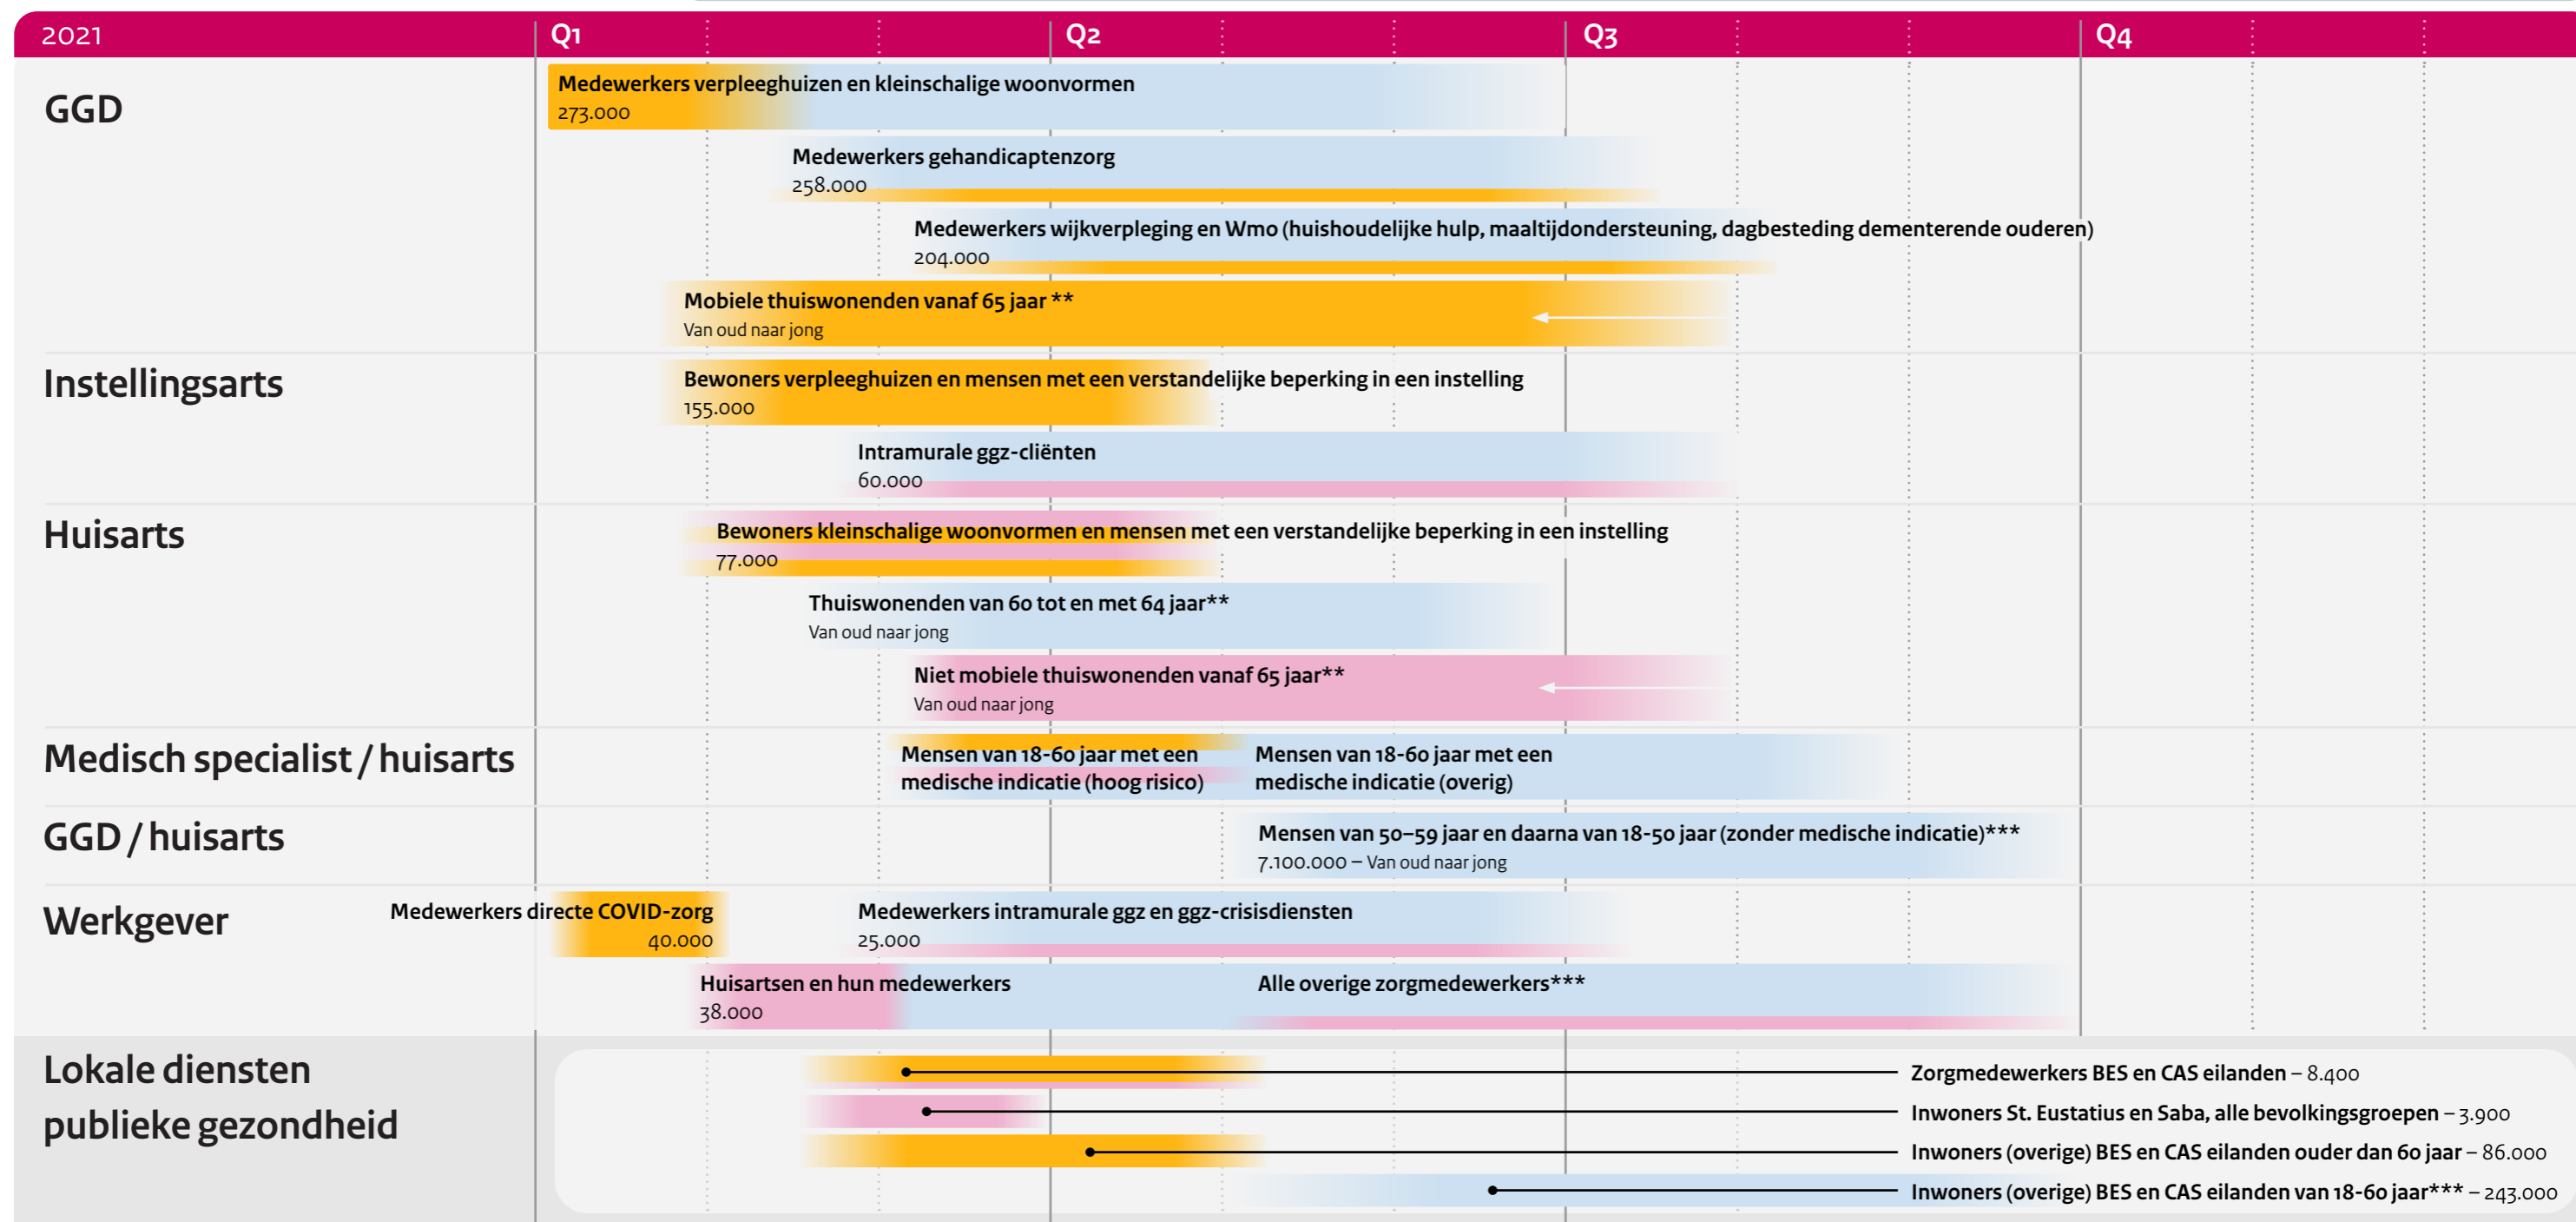 2021 Q1 Q2 Q3 Q4
GGD
Medewerkers verpleeghuizen en kleinschalige woonvormen
273.000
Medewerkers gehandicaptenzorg
258.000
Medewerkers wijkverpleging en Wmo (huishoudelijke hulp, maaltijdondersteuning, dagbesteding dementerende ouderen)
204.000
Mobiele thuiswonenden vanaf 65 jaar **
Van oud naar jong
Instellingsarts
Bewoners verpleeghuizen en mensen met een verstandelijke beperking in een instelling
155.000
Intramurale ggz-cliënten
60.000
Huisarts
Bewoners kleinschalige woonvormen en mensen met een verstandelijke beperking in een instelling
77.000
Thuiswonenden van 60 tot en met 64 jaar**
Van oud naar jong
Niet mobiele thuiswonenden vanaf 65 jaar**
Van oud naar jong
Medisch specialist / huisarts
Mensen van 18-60 jaar met een
medische indicatie (hoog risico)
Mensen van 18-60 jaar met een
medische indicatie (overig)
GGD / huisarts
Mensen van 50–59 jaar en daarna van 18-50 jaar (zonder medische indicatie)***
7.100.000 – Van oud naar jong
Werkgever
Medewerkers directe COVID-zorg
40.000
Medewerkers intramurale ggz en ggz-crisisdiensten
25.000
Huisartsen en hun medewerkers
38.000
Alle overige zorgmedewerkers***
Lokale diensten
publieke gezondheid
Zorgmedewerkers BES en CAS eilanden – 8.400
Inwoners St. Eustatius en Saba, alle bevolkingsgroepen – 3.900
Inwoners (overige) BES en CAS eilanden ouder dan 60 jaar – 86.000
Inwoners (overige) BES en CAS eilanden van 18-60 jaar*** – 243.000